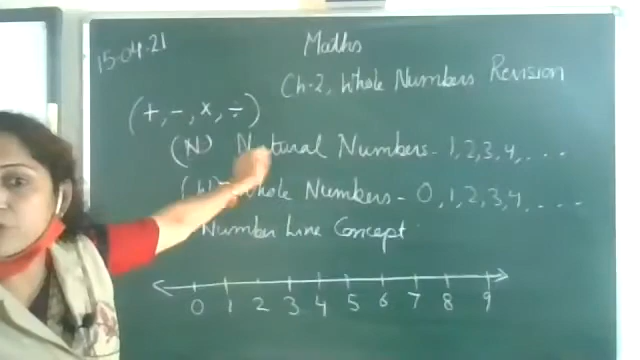 15-04-21
Maths
Ch-2, Whole Numbers Revision
(+, -, ×, ÷)
(N) Natural Numbers - 1, 2, 3, 4, . . .
(W) Whole Numbers - 0, 1, 2, 3, 4, . . . .
Number Line Concept
0 1 2 3 4 5 6 7 8 9